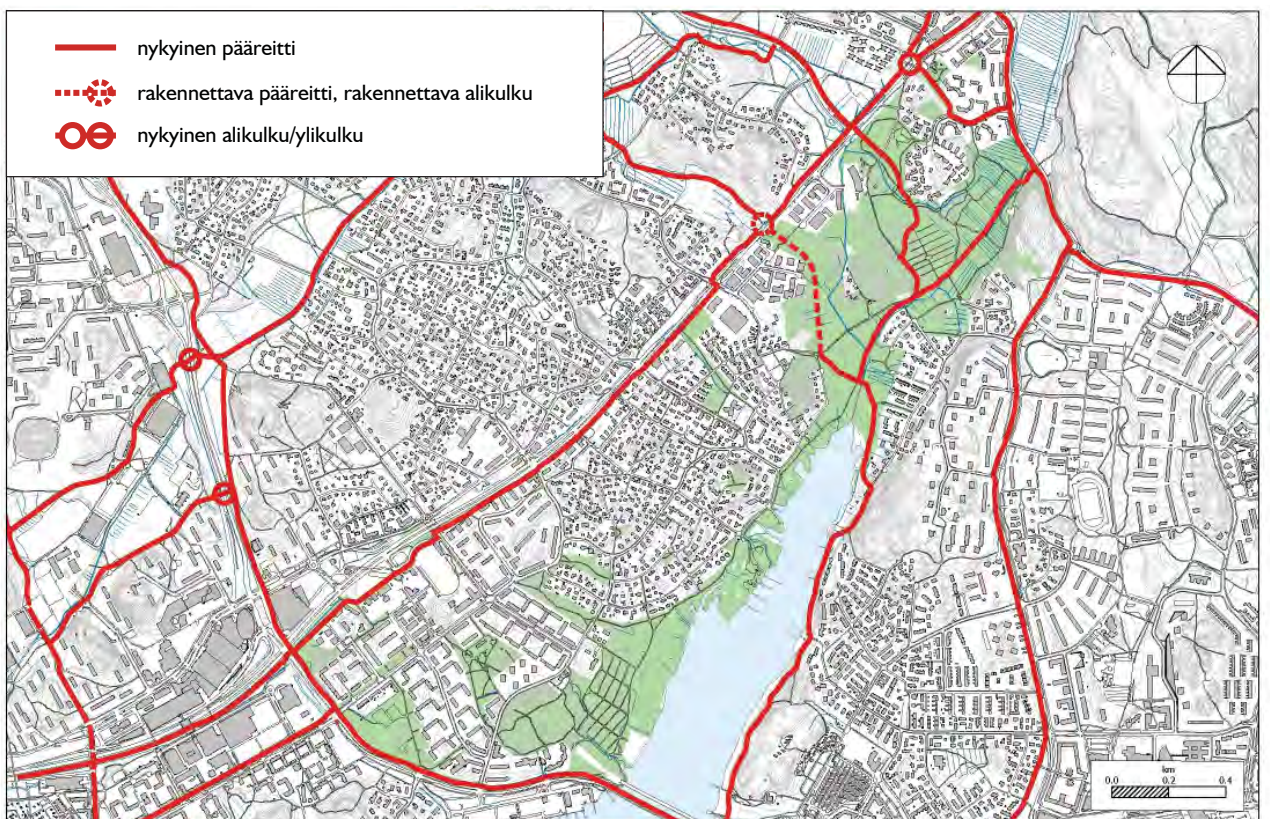 nykyinen pääreitti
rakennettava pääreitti, rakennettava alikulku
nykyinen alikulku/ylikulku
km
0.0 0.2 0.4